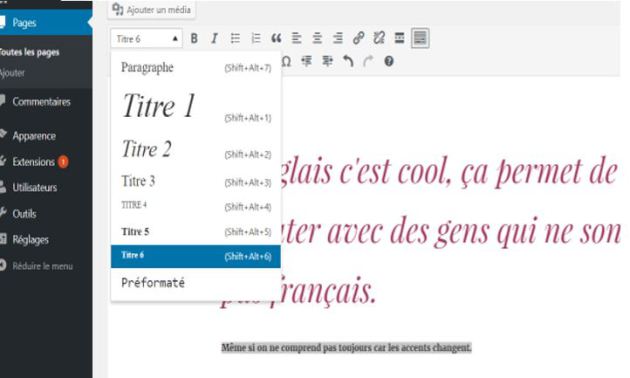 Ajouter un média
Pages
Toutes les pages
Ajouter
Commentaires
Apparence
Extensions 1
Utilisateurs
Outils
Réglages
Réduire le menu
Titre 6
B I
Paragraphe (Shift+Alt+7)
Titre 1 (Shift+Alt+1)
Titre 2 (Shift+Alt+2)
Titre 3 (Shift+Alt+3)
TITRE 4 (Shift+Alt+4)
Titre 5 (Shift+Alt+5)
Titre 6 (Shift+Alt+6)
Préformaté
glais c'est cool, ça permet de
ter avec des gens qui ne son
pas français.
Même si on ne comprend pas toujours car les accents changent.